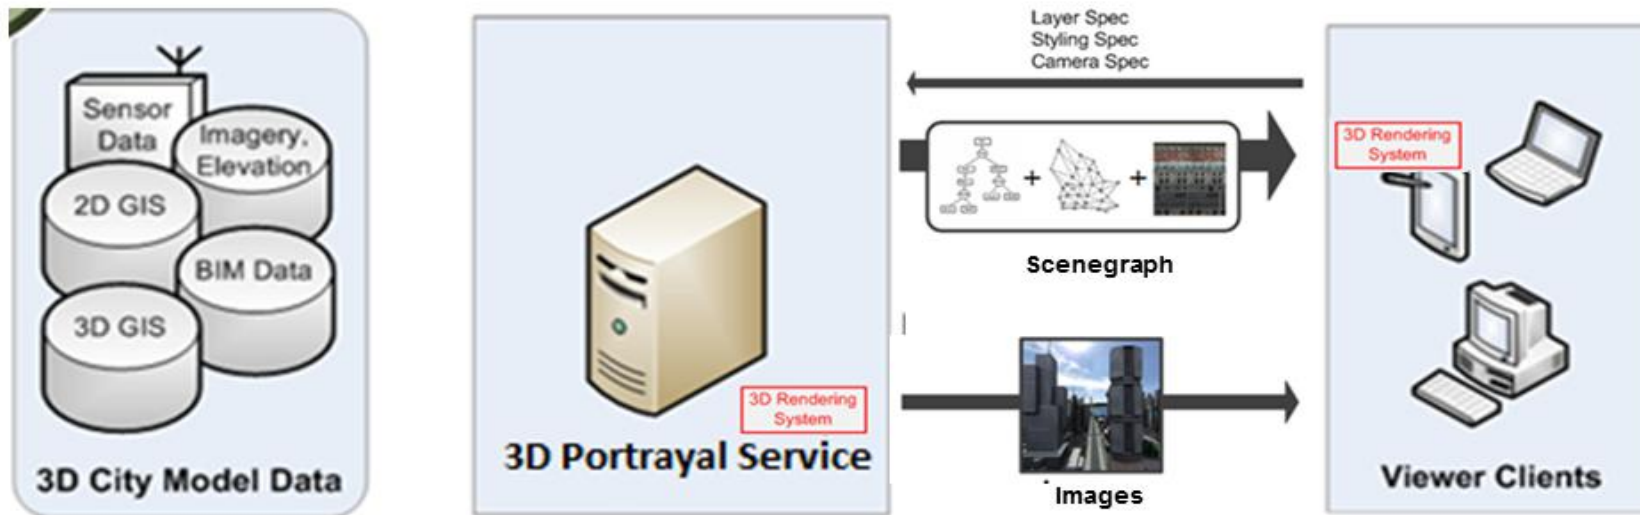 Sensor
Data
Imagery,
Elevation
2D GIS
BIM Data
3D GIS
3D City Model Data
3D Rendering
System
3D Portrayal Service
Layer Spec
Styling Spec
Camera Spec
+
+
Scenegraph
Images
3D Rendering
System
Viewer Clients